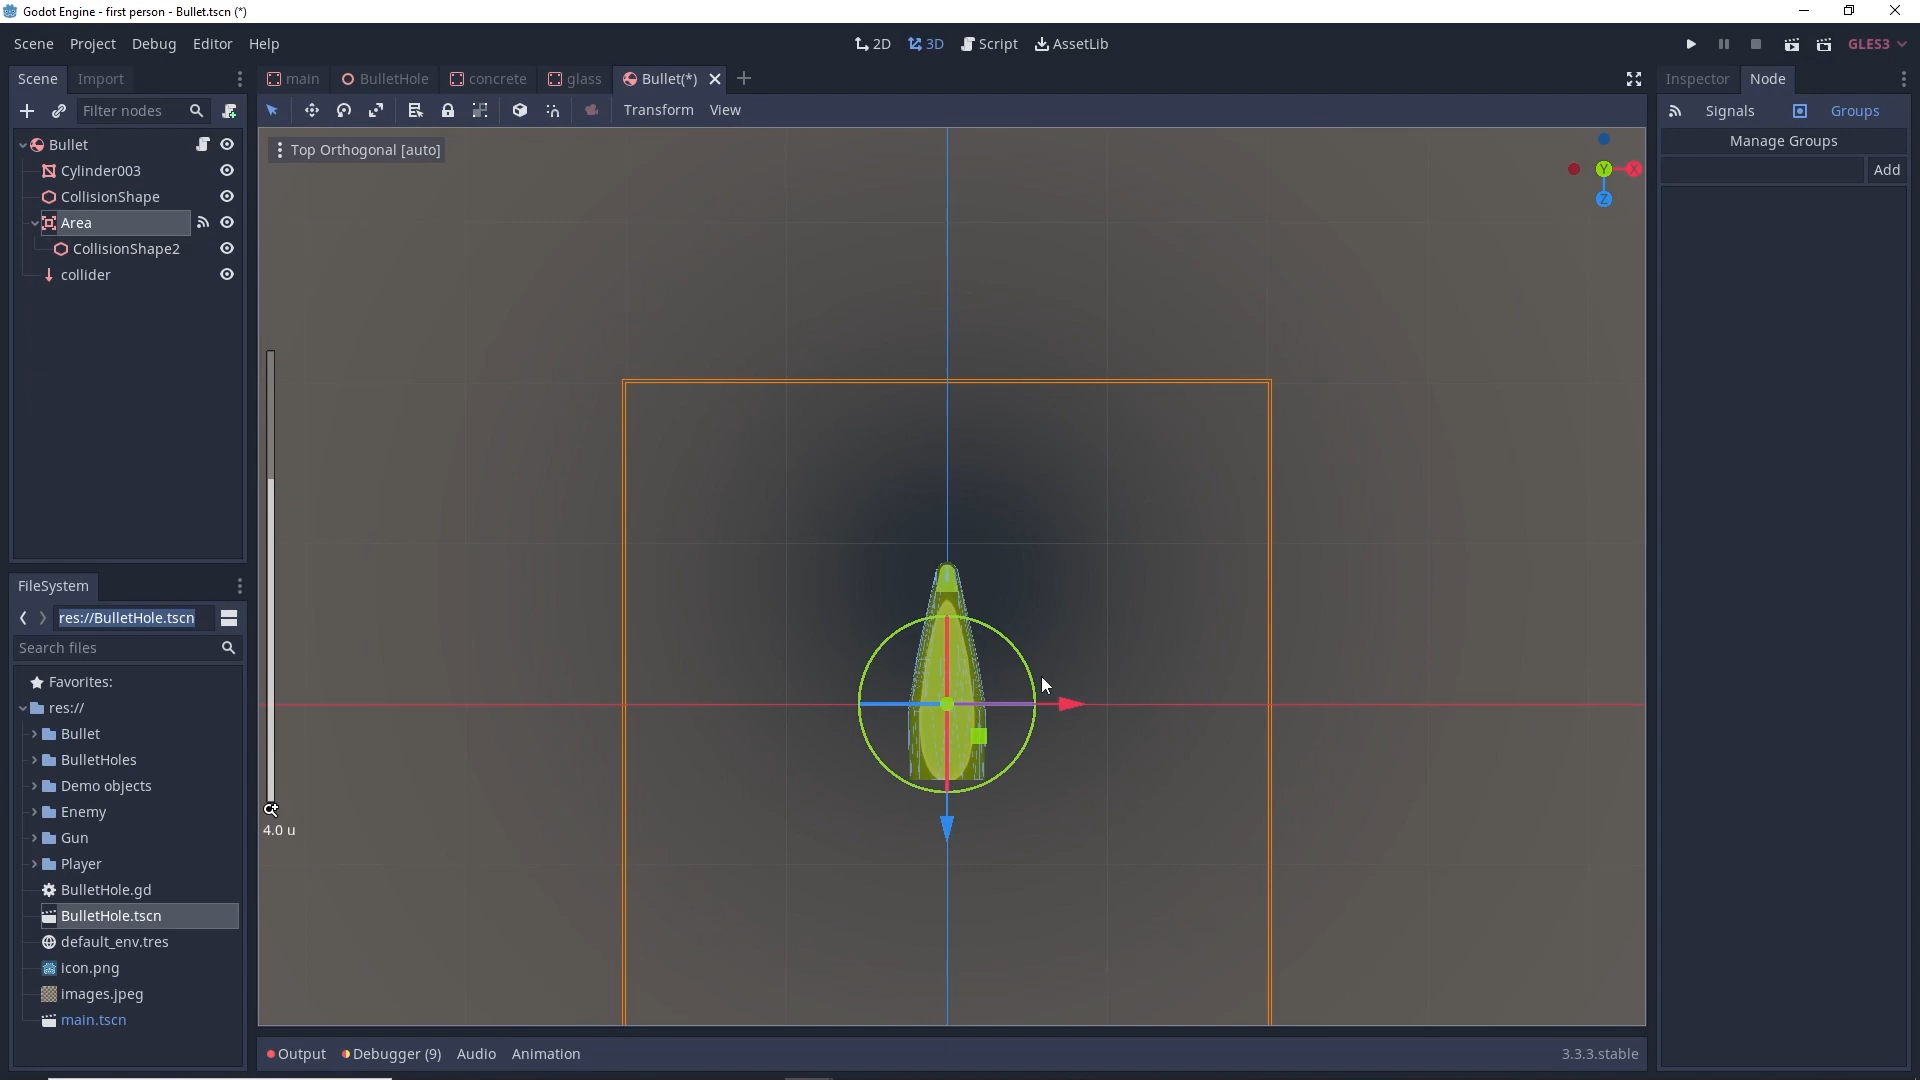 Godot Engine - first person - Bullet.tscn (*)
Scene Project Debug Editor Help
2D 3D Script AssetLib
GLES3
Scene Import
main BulletHole concrete glass Bullet(*)
Inspector Node
Filter nodes
Transform View
Signals Groups
Manage Groups
Add
Bullet
Cylinder003
CollisionShape
Area
CollisionShape2
collider
Top Orthogonal [auto]
Y X
Z
FileSystem
res://BulletHole.tscn
Search files
Favorites:
res://
Bullet
BulletHoles
Demo objects
Enemy
Gun
Player
BulletHole.gd
BulletHole.tscn
default_env.tres
icon.png
images.jpeg
main.tscn
4.0 u
Output Debugger (9) Audio Animation
3.3.3.stable